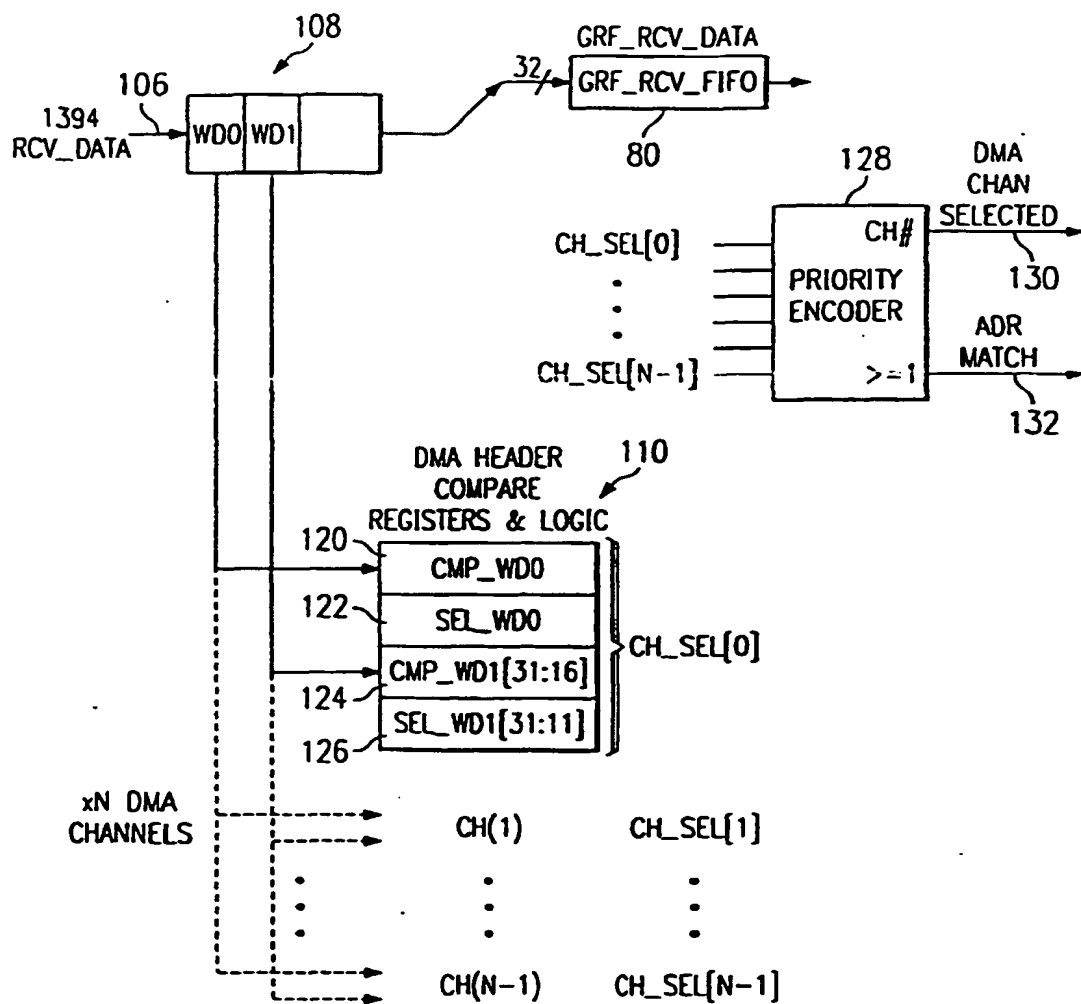 108
GRF_RCV_DATA
32
GRF_RCV_FIFO
106
1394
RCV_DATA
WD0 WD1
80
128
DMA
CHAN
SELECTED
CH#
130
CH_SEL[0]
PRIORITY
ENCODER
ADR
MATCH
CH_SEL[N-1]
>=1
132
DMA HEADER
COMPARE
REGISTERS & LOGIC
110
120
CMP_WD0
122
SEL_WD0
CH_SEL[0]
CMP_WD1[31:16]
124
SEL_WD1[31:11]
126
xN DMA
CHANNELS
CH(1) CH_SEL[1]
CH(N-1) CH_SEL[N-1]